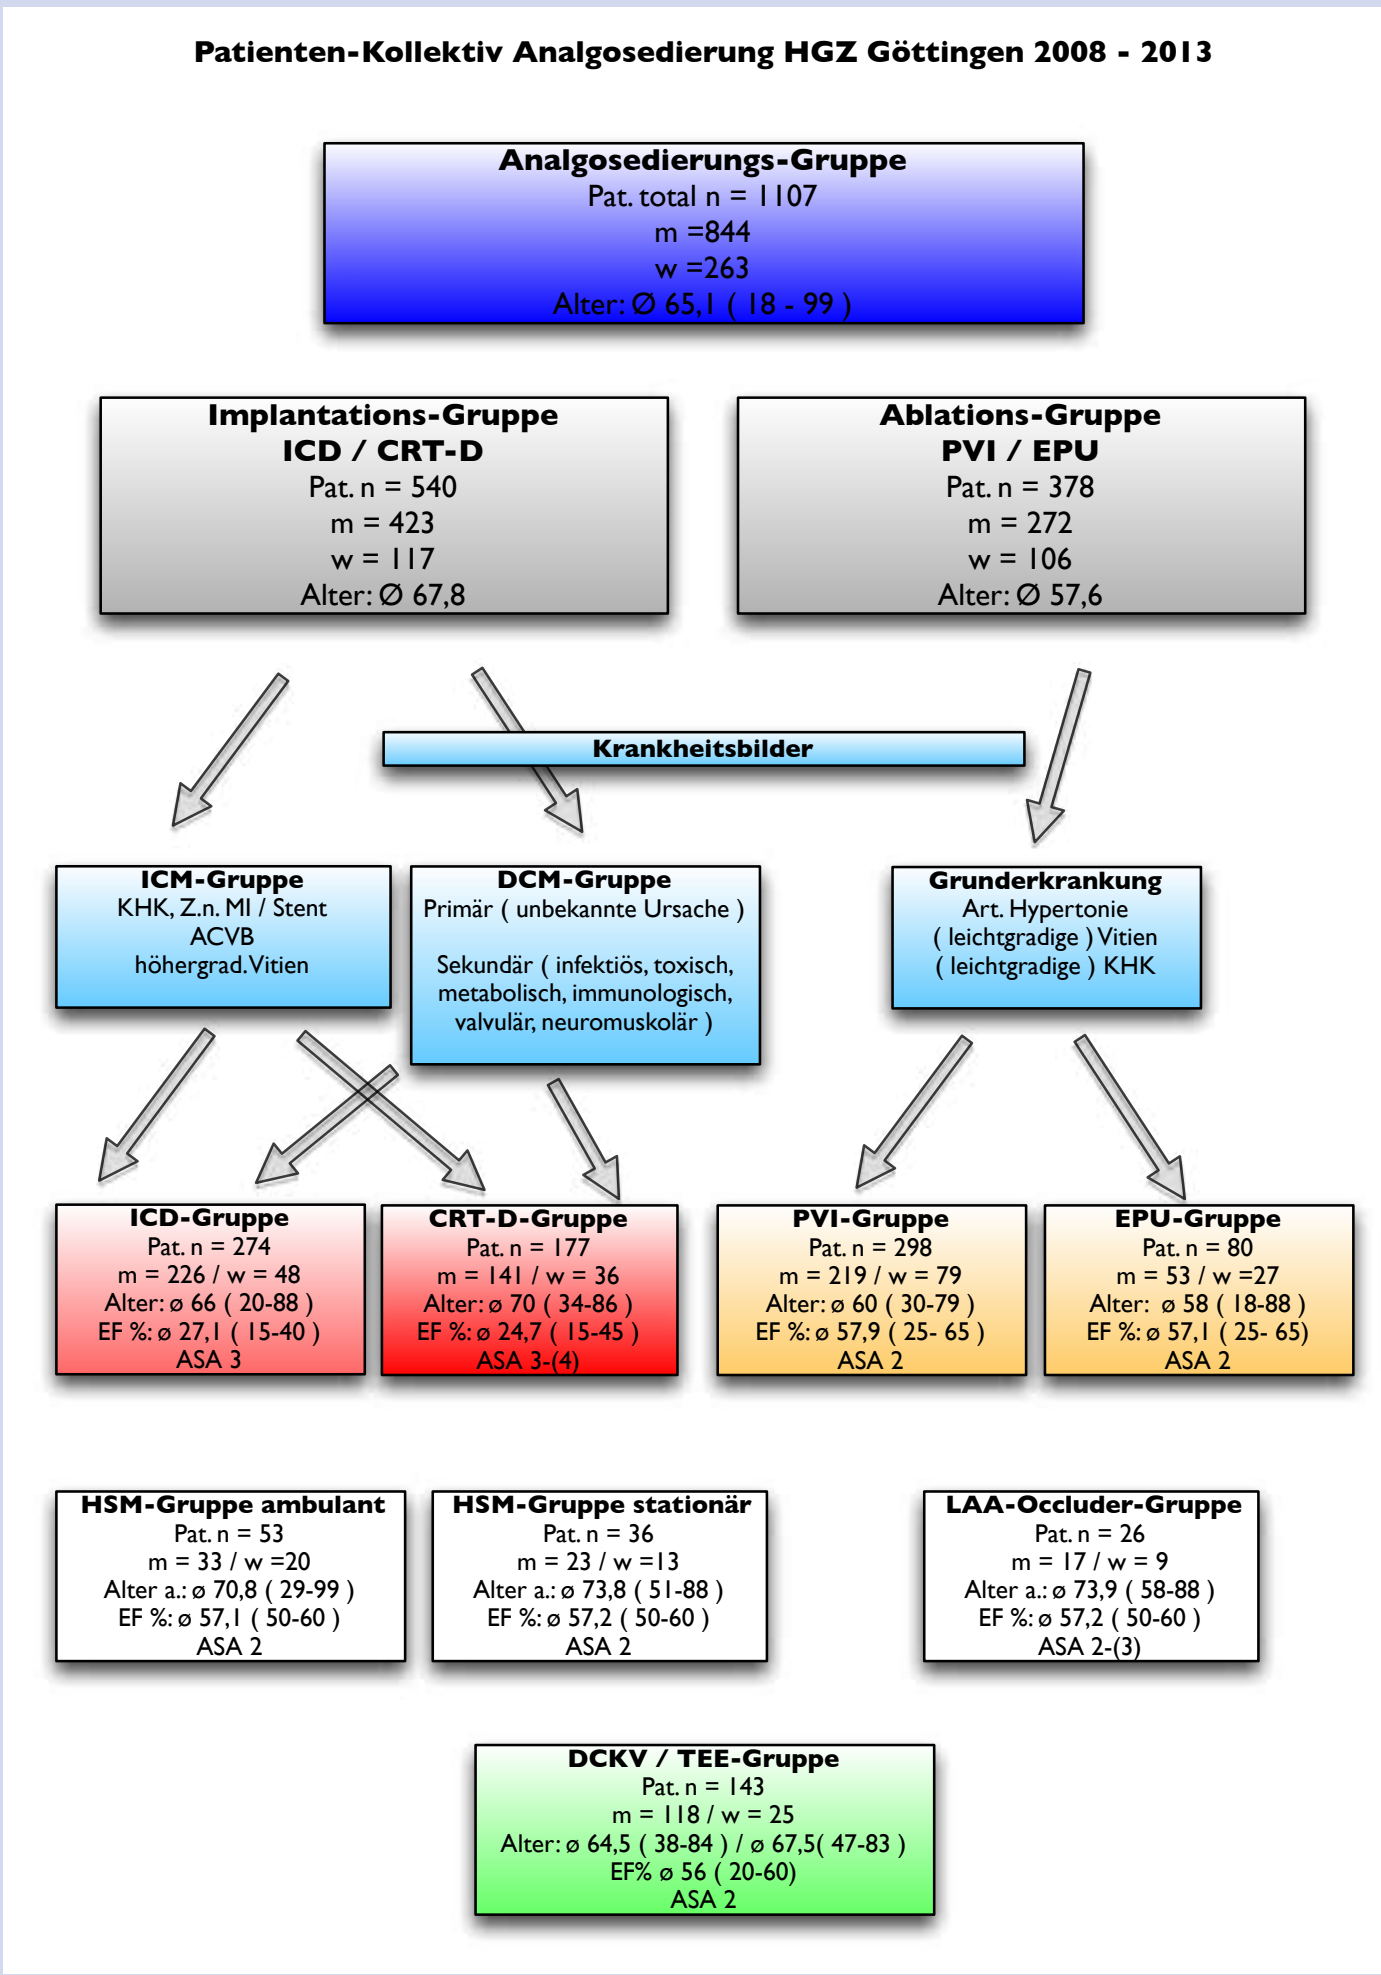 Patienten-Kollektiv Analgosedierung HGZ Göttingen 2008 - 2013
Analgosedierungs-Gruppe
Pat. total n = 1107
m =844
w =263
Alter: Ø 65,1 ( 18 - 99 )
Implantations-Gruppe
ICD / CRT-D
Pat. n = 540
m = 423
w = 117
Alter: Ø 67,8
Ablations-Gruppe
PVI / EPU
Pat. n = 378
m = 272
w = 106
Alter: Ø 57,6
Krankheitsbilder
ICM-Gruppe
KHK, Z.n. MI / Stent
ACVB
höhergrad. Vitien
DCM-Gruppe
Primär ( unbekannte Ursache )
Sekundär ( infektiös, toxisch,
metabolisch, immunologisch,
valvulär, neuromuskolär )
Grunderkrankung
Art. Hypertonie
( leichtgradige ) Vitien
( leichtgradige ) KHK
ICD-Gruppe
Pat. n = 274
m = 226 / w = 48
Alter: ø 66 ( 20-88 )
EF %: ø 27,1 ( 15-40 )
ASA 3
CRT-D-Gruppe
Pat. n = 177
m = 141 / w = 36
Alter: ø 70 ( 34-86 )
EF %: ø 24,7 ( 15-45 )
ASA 3-(4)
PVI-Gruppe
Pat. n = 298
m = 219 / w = 79
Alter: ø 60 ( 30-79 )
EF %: ø 57,9 ( 25- 65 )
ASA 2
EPU-Gruppe
Pat. n = 80
m = 53 / w =27
Alter: ø 58 ( 18-88 )
EF %: ø 57,1 ( 25- 65)
ASA 2
HSM-Gruppe ambulant
Pat. n = 53
m = 33 / w =20
Alter a.: ø 70,8 ( 29-99 )
EF %: ø 57,1 ( 50-60 )
ASA 2
HSM-Gruppe stationär
Pat. n = 36
m = 23 / w =13
Alter a.: ø 73,8 ( 51-88 )
EF %: ø 57,2 ( 50-60 )
ASA 2
LAA-Occluder-Gruppe
Pat. n = 26
m = 17 / w = 9
Alter a.: ø 73,9 ( 58-88 )
EF %: ø 57,2 ( 50-60 )
ASA 2-(3)
DCKV / TEE-Gruppe
Pat. n = 143
m = 118 / w = 25
Alter: ø 64,5 ( 38-84 ) / ø 67,5( 47-83 )
EF% ø 56 ( 20-60)
ASA 2